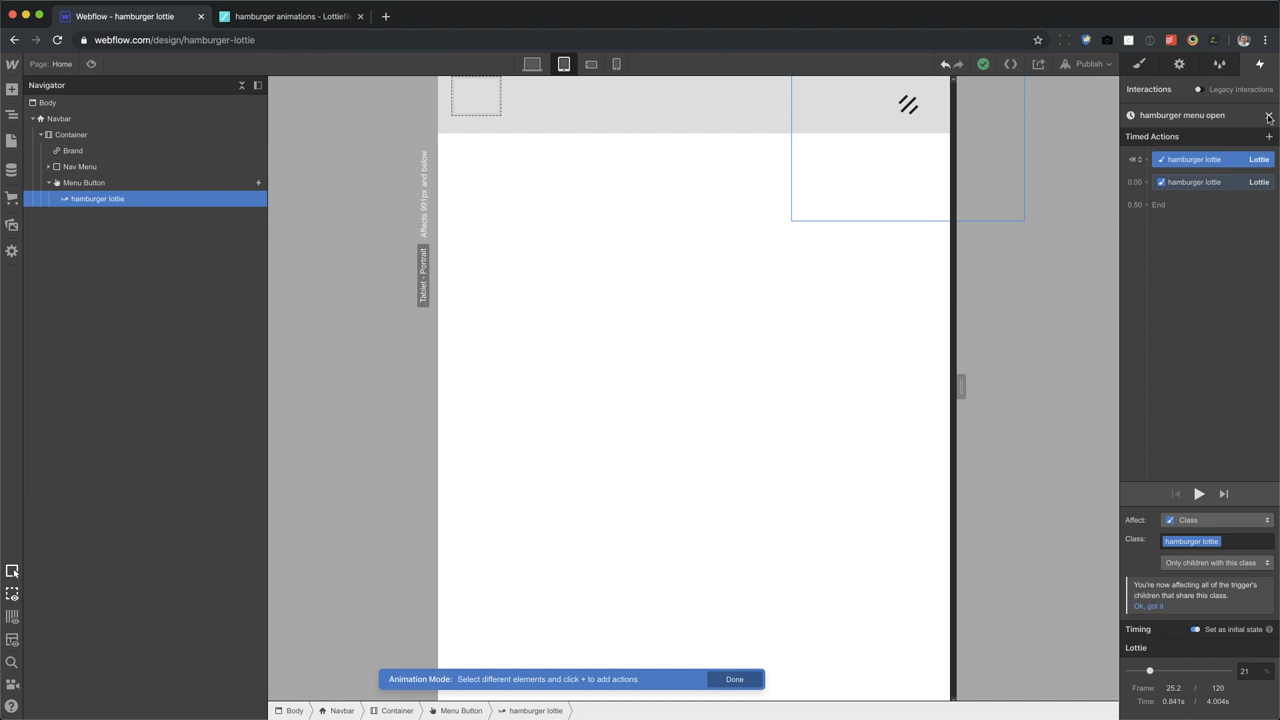 Webflow - hamburger lottie
hamburger animations - Lottiefil
webflow.com/design/hamburger-lottie
Page: Home
Publish
Navigator
Body
Navbar
Container
Brand
Nav Menu
Menu Button
hamburger lottie
Affects 991px and below
Tablet - Portrait
Interactions
Legacy Interactions
hamburger menu open
Timed Actions
hamburger lottie Lottie
0.00 hamburger lottie Lottie
0.50 End
Affect: Class
Class: hamburger lottie
Only children with this class
You're now affecting all of the trigger's
children that share this class.
Ok, got it
Timing Set as initial state
Lottie
21 %
Frame: 25.2 / 120
Time: 0.841s / 4.004s
Animation Mode: Select different elements and click + to add actions Done
Body Navbar Container Menu Button hamburger lottie